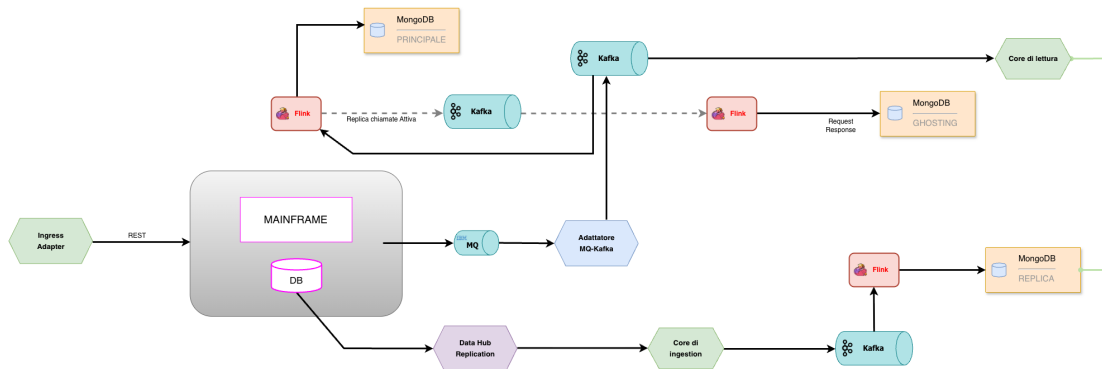 MongoDB
PRINCIPALE
Kafka
Core di lettura
Flink
Replica chiamate Attiva
Kafka
Flink
Request
Response
MongoDB
GHOSTING
MAINFRAME
Ingress
Adapter
REST
IBM
MQ
Adattatore
MQ-Kafka
DB
Flink
MongoDB
REPLICA
Data Hub
Replication
Core di
ingestion
Kafka